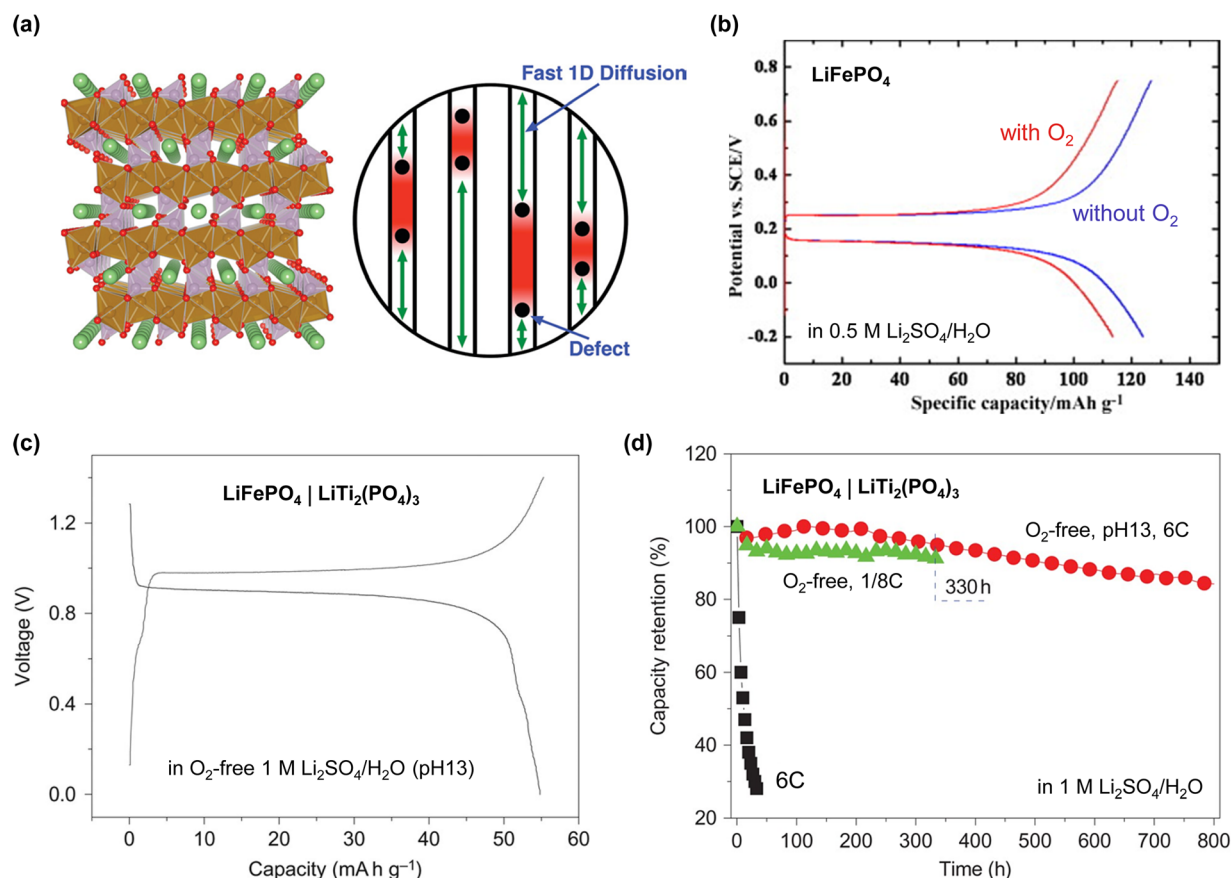 (a)
Fast 1D Diffusion
Defect
(b)
LiFePO₄
with O₂
without O₂
in 0.5 M Li₂SO₄/H₂O
Potential vs. SCE/V
0.8
0.6
0.4
0.2
0.0
-0.2
0
20
40
60
80
100
120
140
Specific capacity/mAh g⁻¹
(c)
LiFePO₄ | LiTi₂(PO₄)₃
in O₂-free 1 M Li₂SO₄/H₂O (pH13)
Voltage (V)
1.2
0.8
0.4
0.0
0
10
20
30
40
50
60
Capacity (mA h g⁻¹)
(d)
LiFePO₄ | LiTi₂(PO₄)₃
O₂-free, pH13, 6C
O₂-free, 1/8C
330 h
6C
in 1 M Li₂SO₄/H₂O
Capacity retention (%)
120
100
80
60
40
20
0
100
200
300
400
500
600
700
800
Time (h)